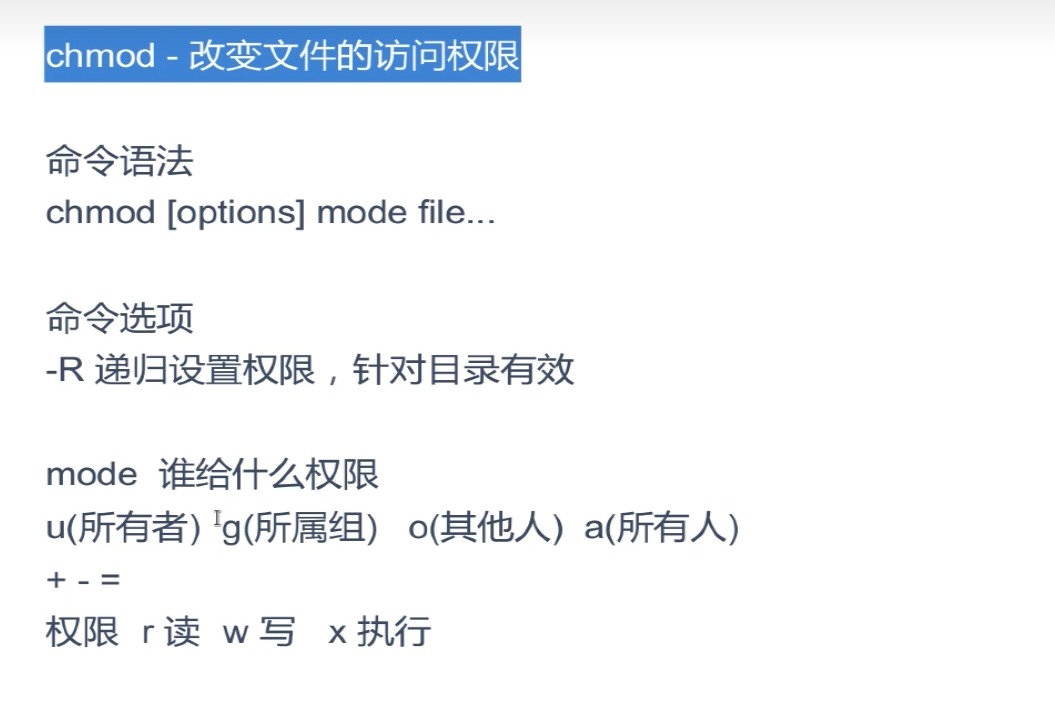 chmod - 改变文件的访问权限
命令语法
chmod [options] mode file...
命令选项
-R 递归设置权限，针对目录有效
mode 谁给什么权限
u(所有者) g(所属组) o(其他人) a(所有人)
+ - =
权限 r 读 w 写 x 执行